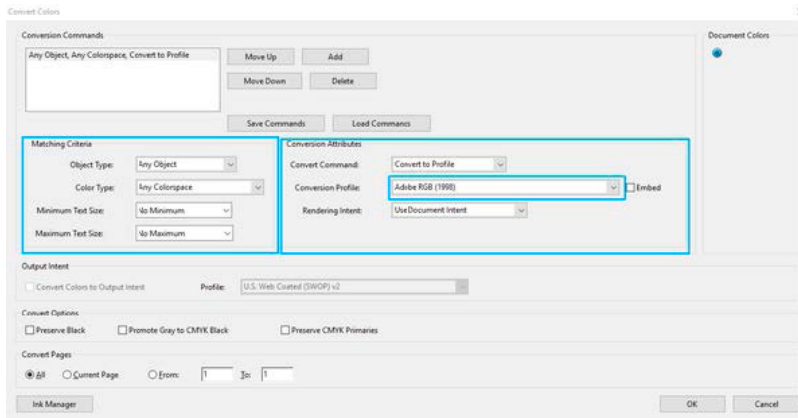 Convert Colors
Conversion Commands
Document Colors
Any Object, Any Colorspace, Convert to Profile
Move Up
Add
Move Down
Delete
Save Commands
Load Commancs
Matching Criteria
Conversion Attributes
Object Type: Any Object
Convert Command: Convert to Profile
Color Type: Any Colorspace
Conversion Profile: Adobe RGB (1998)
Embed
Minimum Text Size: No Minimum
Rendering Intent: Use Document Intent
Maximum Text Size: No Maximum
Output Intent
Convert Colors to Output Intent
Profile: U.S. Web Coated (SWOP) v2
Convert Options
Preserve Black
Promote Gray to CMYK Black
Preserve CMYK Primaries
Convert Pages
All
Current Page
From: 1 To: 1
Ink Manager
OK
Cancel